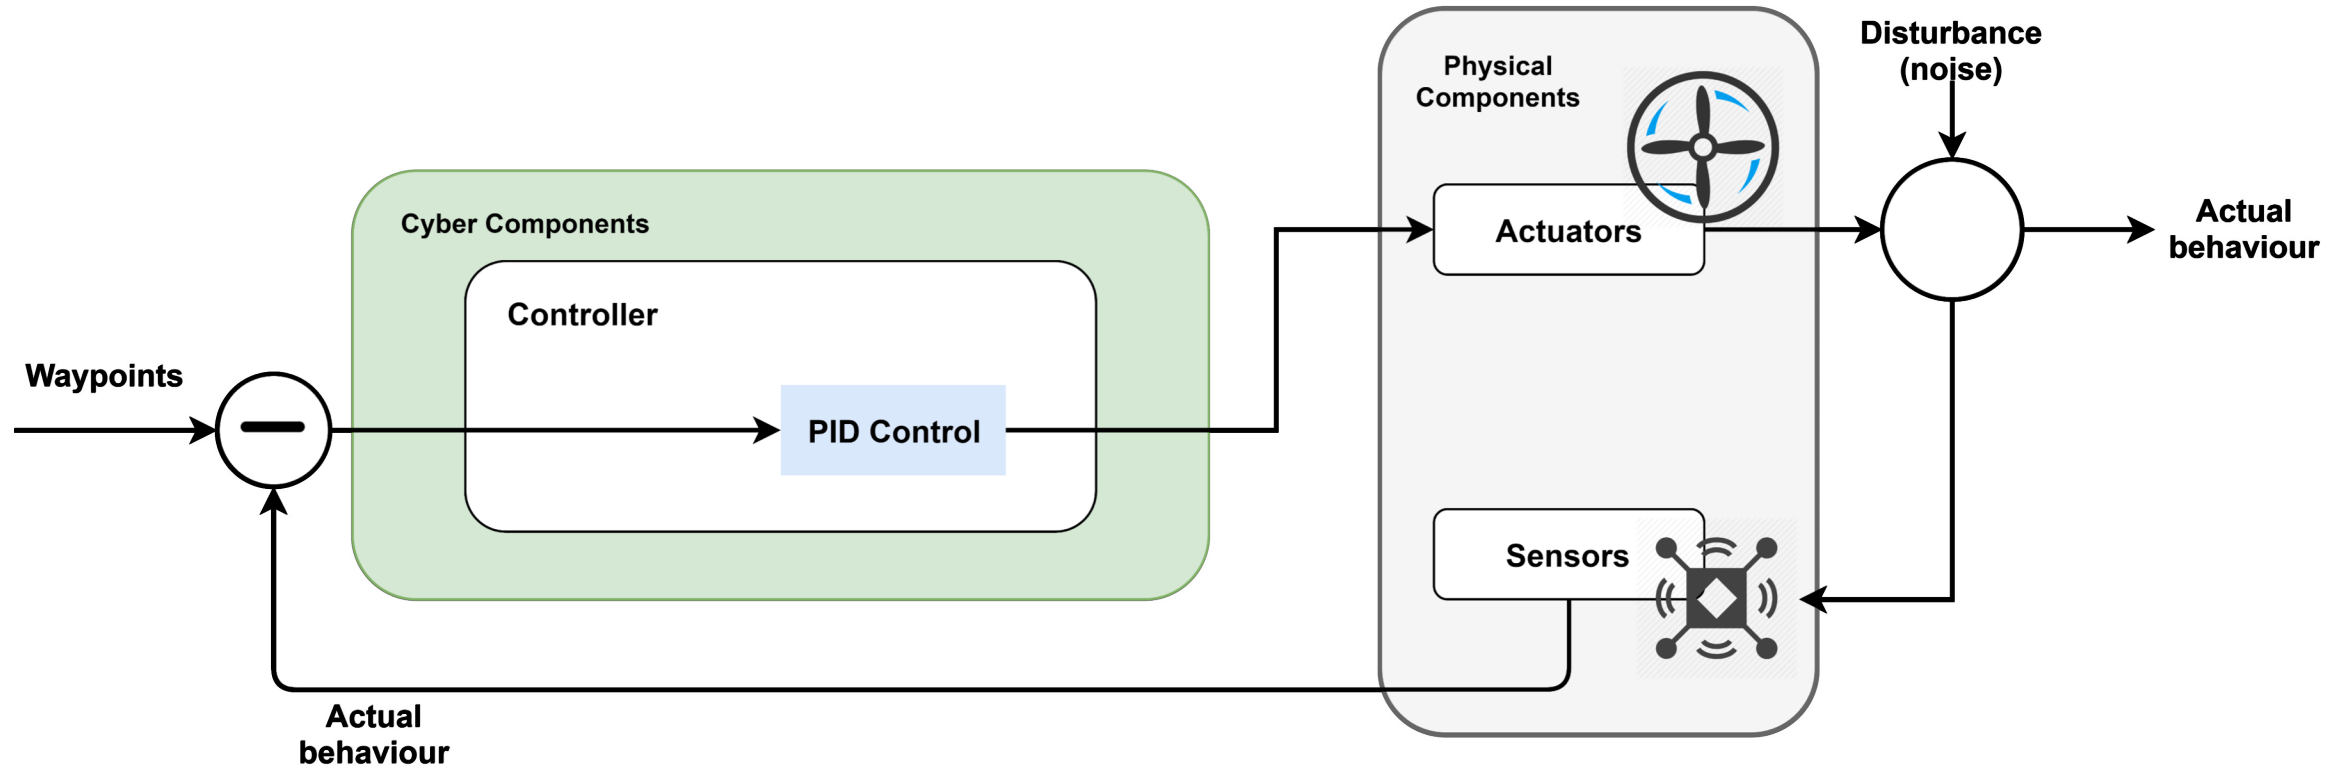 Disturbance
(noise)
Physical
Components
Cyber Components
Actuators
Actual
behaviour
Controller
Waypoints
PID Control
Sensors
Actual
behaviour